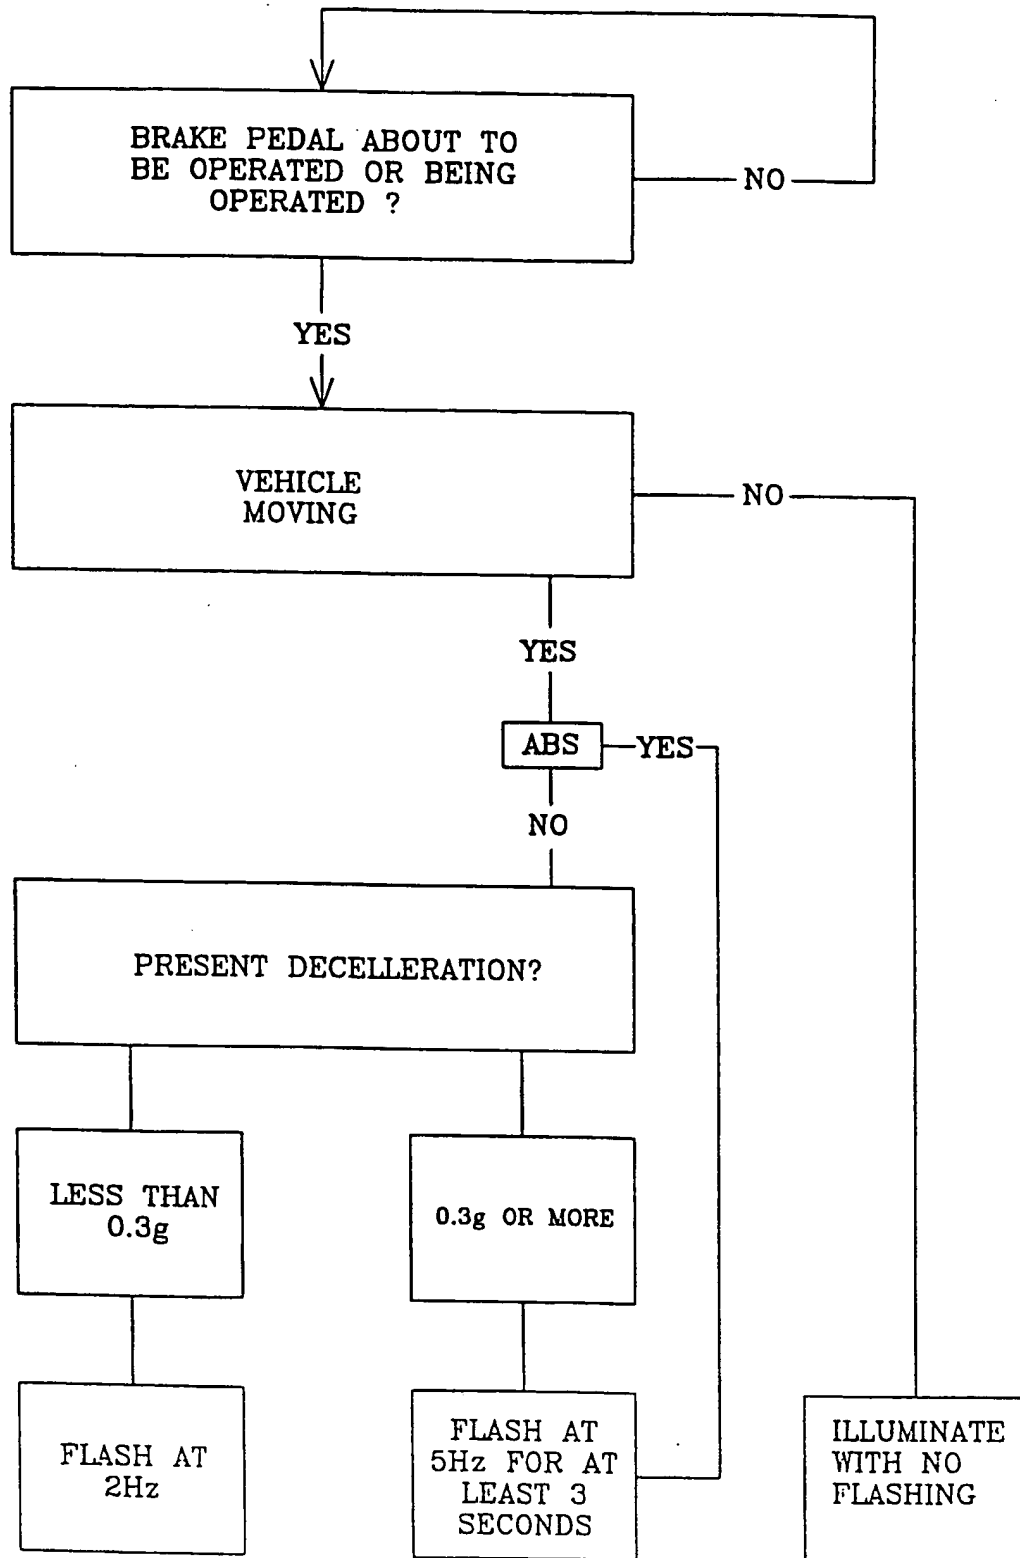 BRAKE PEDAL ABOUT TO
BE OPERATED OR BEING
OPERATED ?
NO
YES
VEHICLE
MOVING
NO
YES
ABS
YES
NO
PRESENT DECELLERATION?
LESS THAN
0.3g
0.3g OR MORE
FLASH AT
2Hz
FLASH AT
5Hz FOR AT
LEAST 3
SECONDS
ILLUMINATE
WITH NO
FLASHING